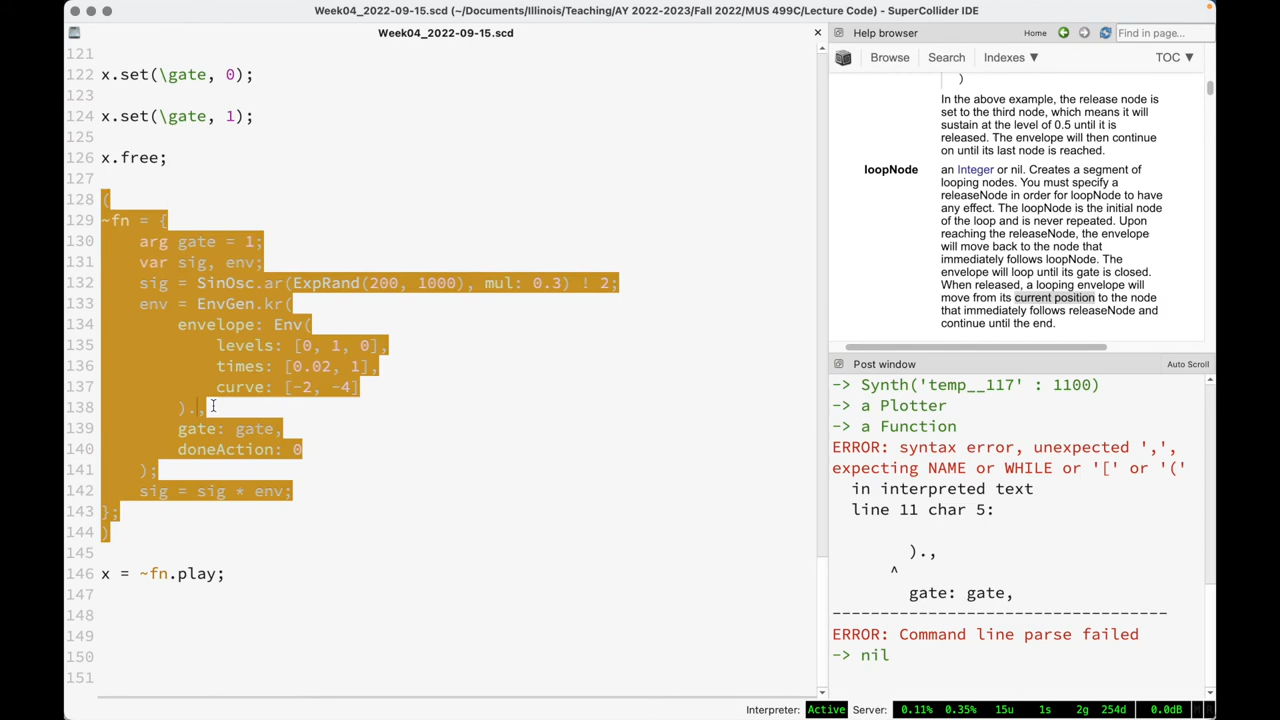 Week04_2022-09-15.scd (~/Documents/Illinois/Teaching/AY 2022-2023/Fall 2022/MUS 499C/Lecture Code) - SuperCollider IDE
Week04_2022-09-15.scd
121
122 x.set(\gate, 0);
123
124 x.set(\gate, 1);
125
126 x.free;
127
128 (
129 ~fn = {
130 arg gate = 1;
131 var sig, env;
132 sig = SinOsc.ar(ExpRand(200, 1000), mul: 0.3) ! 2;
133 env = EnvGen.kr(
134 envelope: Env(
135 levels: [0, 1, 0],
136 times: [0.02, 1],
137 curve: [-2, -4]
138 ).,
139 gate: gate,
140 doneAction: 0
141 );
142 sig = sig * env;
143 };
144 )
145
146 x = ~fn.play;
147
148
149
150
151
Help browser Home Find in page...
Browse Search Indexes ▼ TOC ▼
)
In the above example, the release node is
set to the third node, which means it will
sustain at the level of 0.5 until it is
released. The envelope will then continue
on until its last node is reached.
loopNode an Integer or nil. Creates a segment of
looping nodes. You must specify a
releaseNode in order for loopNode to have
any effect. The loopNode is the initial node
of the loop and is never repeated. Upon
reaching the releaseNode, the envelope
will move back to the node that
immediately follows loopNode. The
envelope will loop until its gate is closed.
When released, a looping envelope will
move from its current position to the node
that immediately follows releaseNode and
continue until the end.
Post window Auto Scroll
-> Synth('temp__117' : 1100)
-> a Plotter
-> a Function
ERROR: syntax error, unexpected ',',
expecting NAME or WHILE or '[' or '('
in interpreted text
line 11 char 5:
).,
^
gate: gate,
-----------------------------------
ERROR: Command line parse failed
-> nil
Interpreter: Active Server: 0.11% 0.35% 15u 1s 2g 254d 0.0dB M R